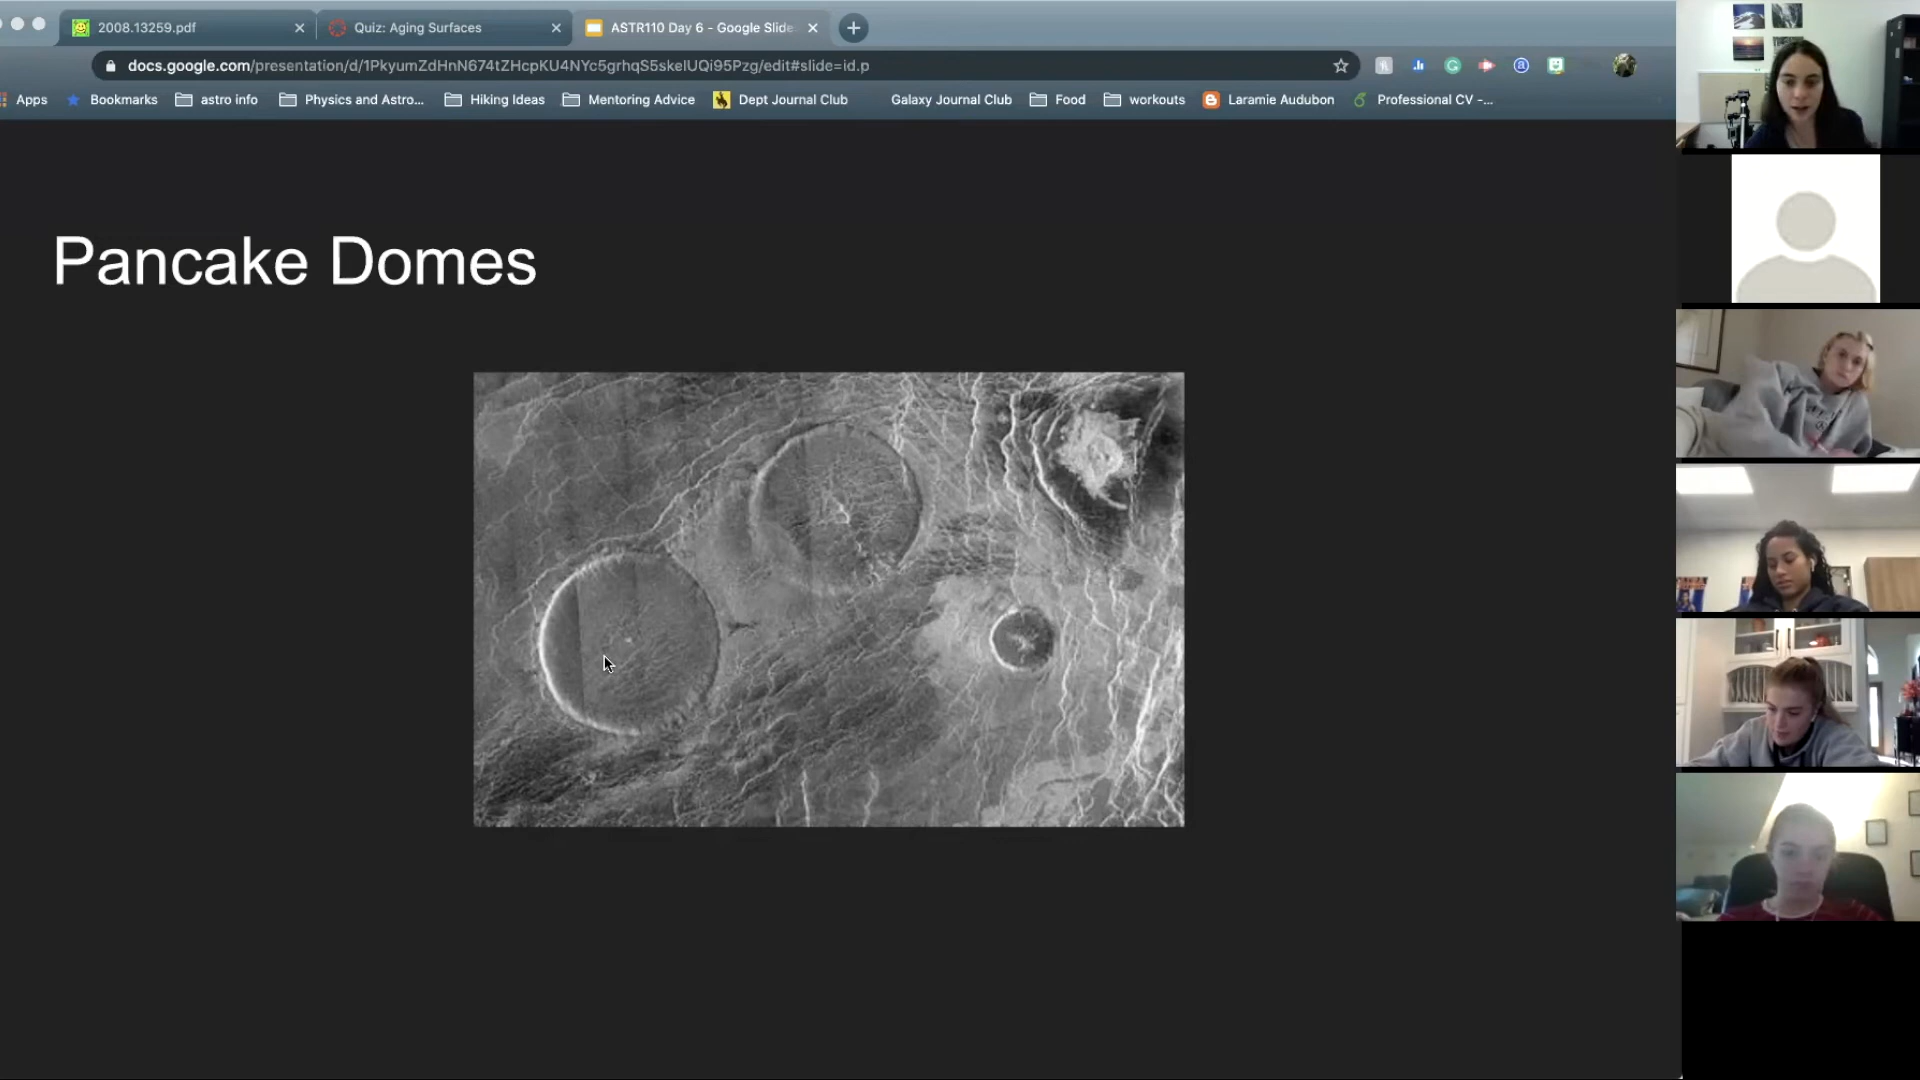 2008.13259.pdf
Quiz: Aging Surfaces
ASTR110 Day 6 - Google Slide
docs.google.com/presentation/d/1PkyumZdHnN674tZHcpKU4NYc5grhqS5skelUQi95Pzg/edit#slide=id.p
Apps Bookmarks astro info Physics and Astro... Hiking Ideas Mentoring Advice Dept Journal Club Galaxy Journal Club Food workouts Laramie Audubon Professional CV -...
Pancake Domes